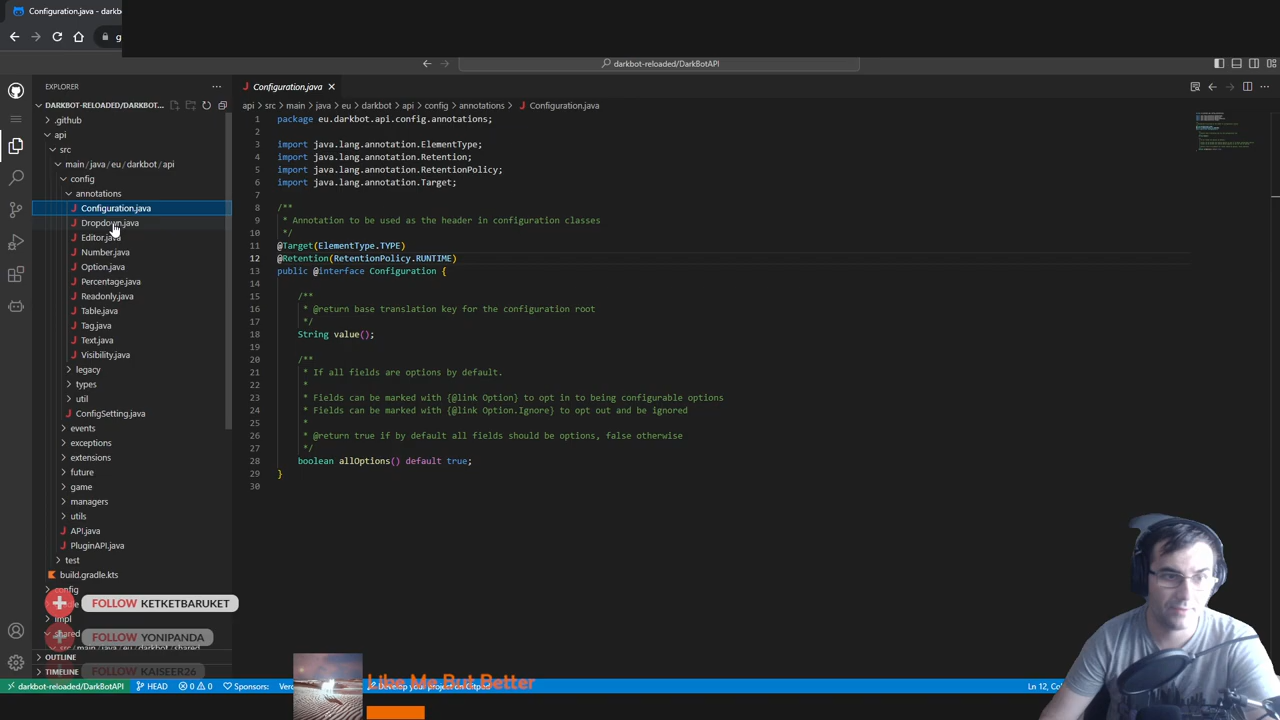 Configuration.java
g
darkbot-reloaded/DarkBotAPI
EXPLORER
Configuration.java
DARKBOT-RELOADED/DARKBOT...
api > src > main > java > eu > darkbot > api > config > annotations > Configuration.java
.github
api
src
main / java / eu / darkbot / api
config
annotations
Configuration.java
Dropdown.java
Editor.java
Number.java
Option.java
Percentage.java
Readonly.java
Table.java
Tag.java
Text.java
Visibility.java
legacy
types
util
ConfigSetting.java
events
exceptions
extensions
future
game
managers
utils
API.java
PluginAPI.java
test
build.gradle.kts
config
impl
shared
src / main / java / eu / darkbot / shared
OUTLINE
TIMELINE
1 package eu.darkbot.api.config.annotations;
2
3 import java.lang.annotation.ElementType;
4 import java.lang.annotation.Retention;
5 import java.lang.annotation.RetentionPolicy;
6 import java.lang.annotation.Target;
7
8 /**
9 * Annotation to be used as the header in configuration classes
10 */
11 @Target(ElementType.TYPE)
12 @Retention(RetentionPolicy.RUNTIME)
13 public @interface Configuration {
14
15 /**
16 * @return base translation key for the configuration root
17 */
18 String value();
19
20 /**
21 * If all fields are options by default.
22 *
23 * Fields can be marked with {@link Option} to opt in to being configurable options
24 * Fields can be marked with {@link Option.Ignore} to opt out and be ignored
25 *
26 * @return true if by default all fields should be options, false otherwise
27 */
28 boolean allOptions() default true;
29 }
30
FOLLOW KETKETBARUKET
FOLLOW YONIPANDA
FOLLOW KAISEER26
Like Me But Better
darkbot-reloaded/DarkBotAPI HEAD 0 0 Sponsors: Develop your project on Gitpod Ln 12, Co